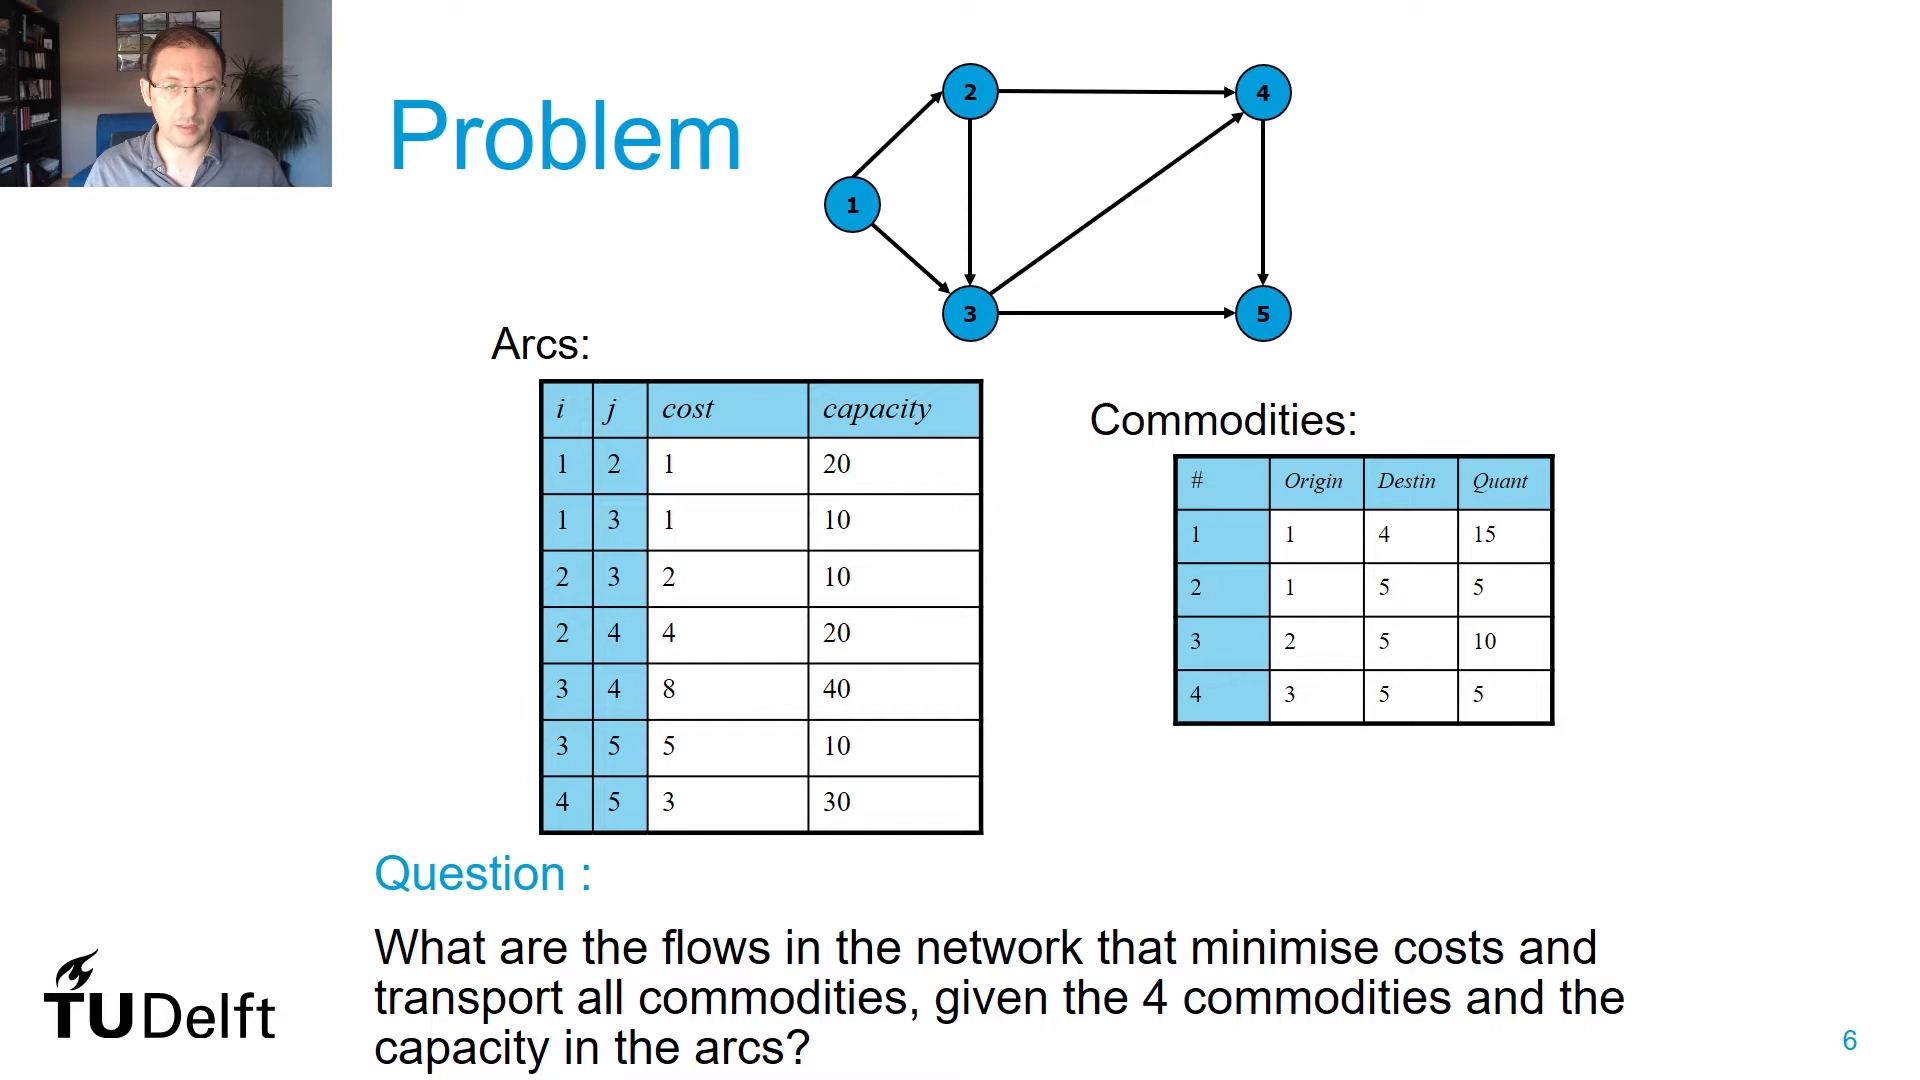 Problem
2
4
1
3
5
Arcs:
i j cost capacity
1 2 1 20
1 3 1 10
2 3 2 10
2 4 4 20
3 4 8 40
3 5 5 10
4 5 3 30
Commodities:
# Origin Destin Quant
1 1 4 15
2 1 5 5
3 2 5 10
4 3 5 5
Question :
What are the flows in the network that minimise costs and
transport all commodities, given the 4 commodities and the
capacity in the arcs?
TUDelft
6